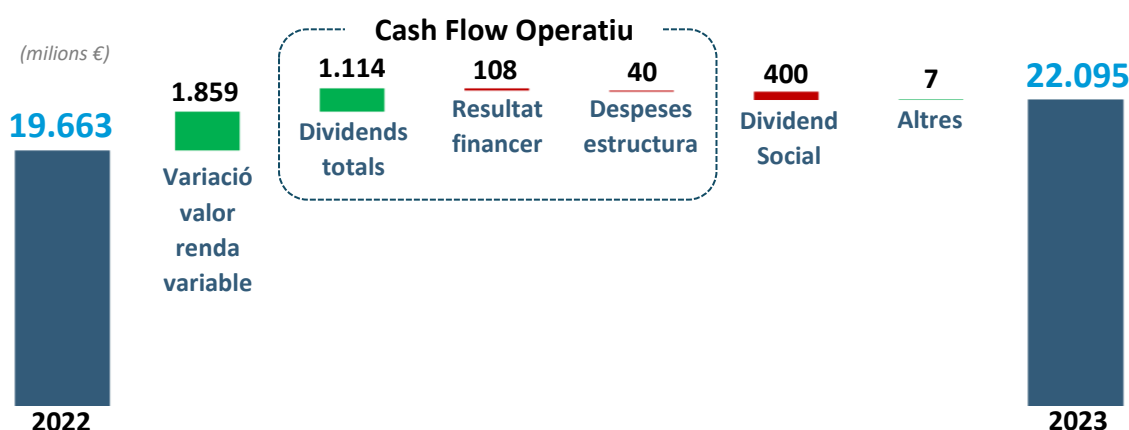 Cash Flow Operatiu
(milions €)
19.663
1.859
Variació
valor
renda
variable
1.114
Dividends
totals
108
Resultat
financer
40
Despeses
estructura
400
Dividend
Social
7
Altres
22.095
2022
2023